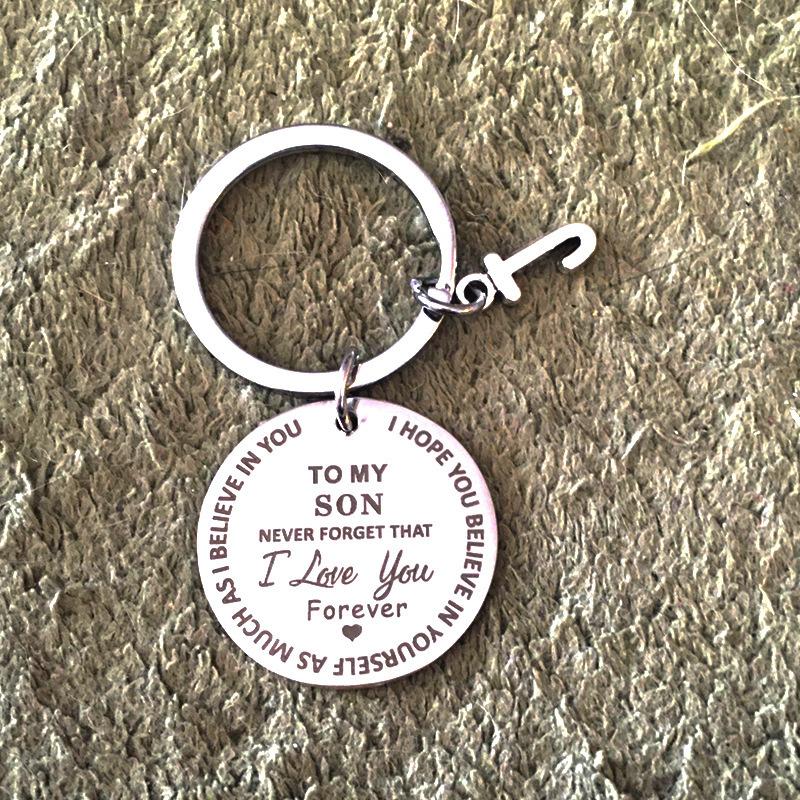 I HOPE YOU BELIEVE IN YOURSELF AS MUCH AS I BELIEVE IN YOU
TO MY
SON
NEVER FORGET THAT
I Love You
Forever
J